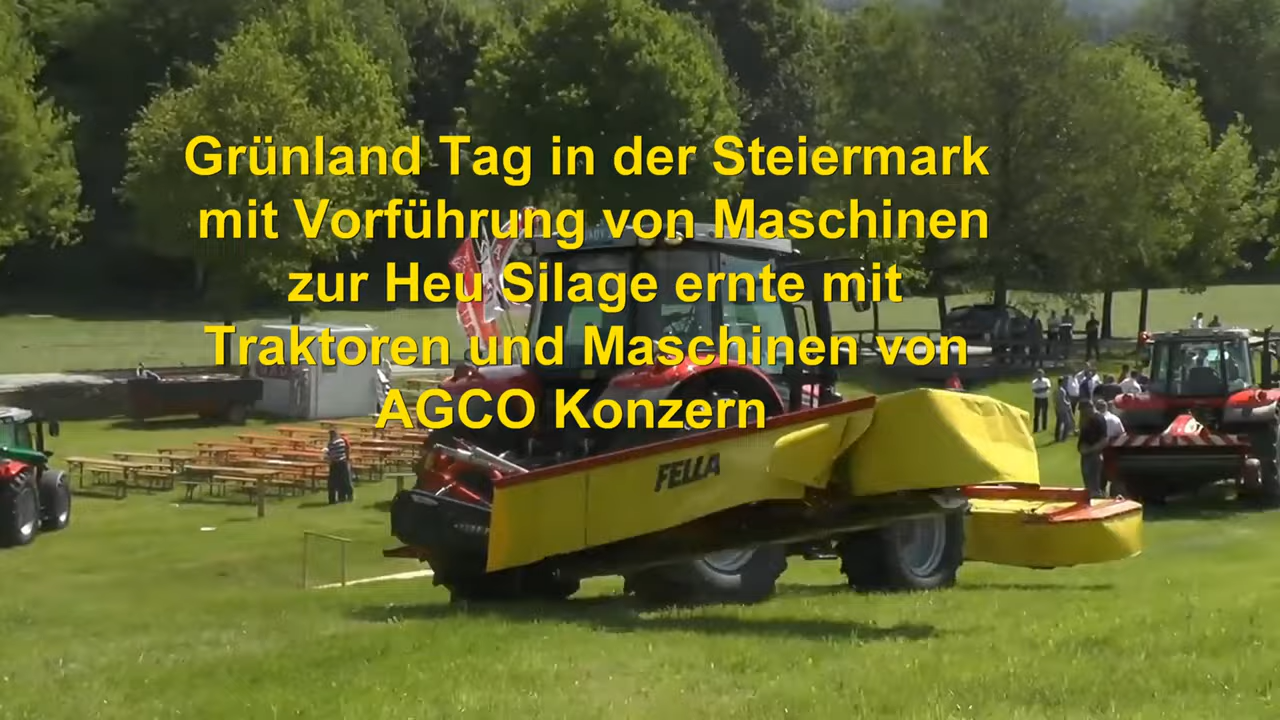 Grünland Tag in der Steiermark
mit Vorführung von Maschinen
zur Heu Silage ernte mit
Traktoren und Maschinen von
AGCO Konzern
FELLA